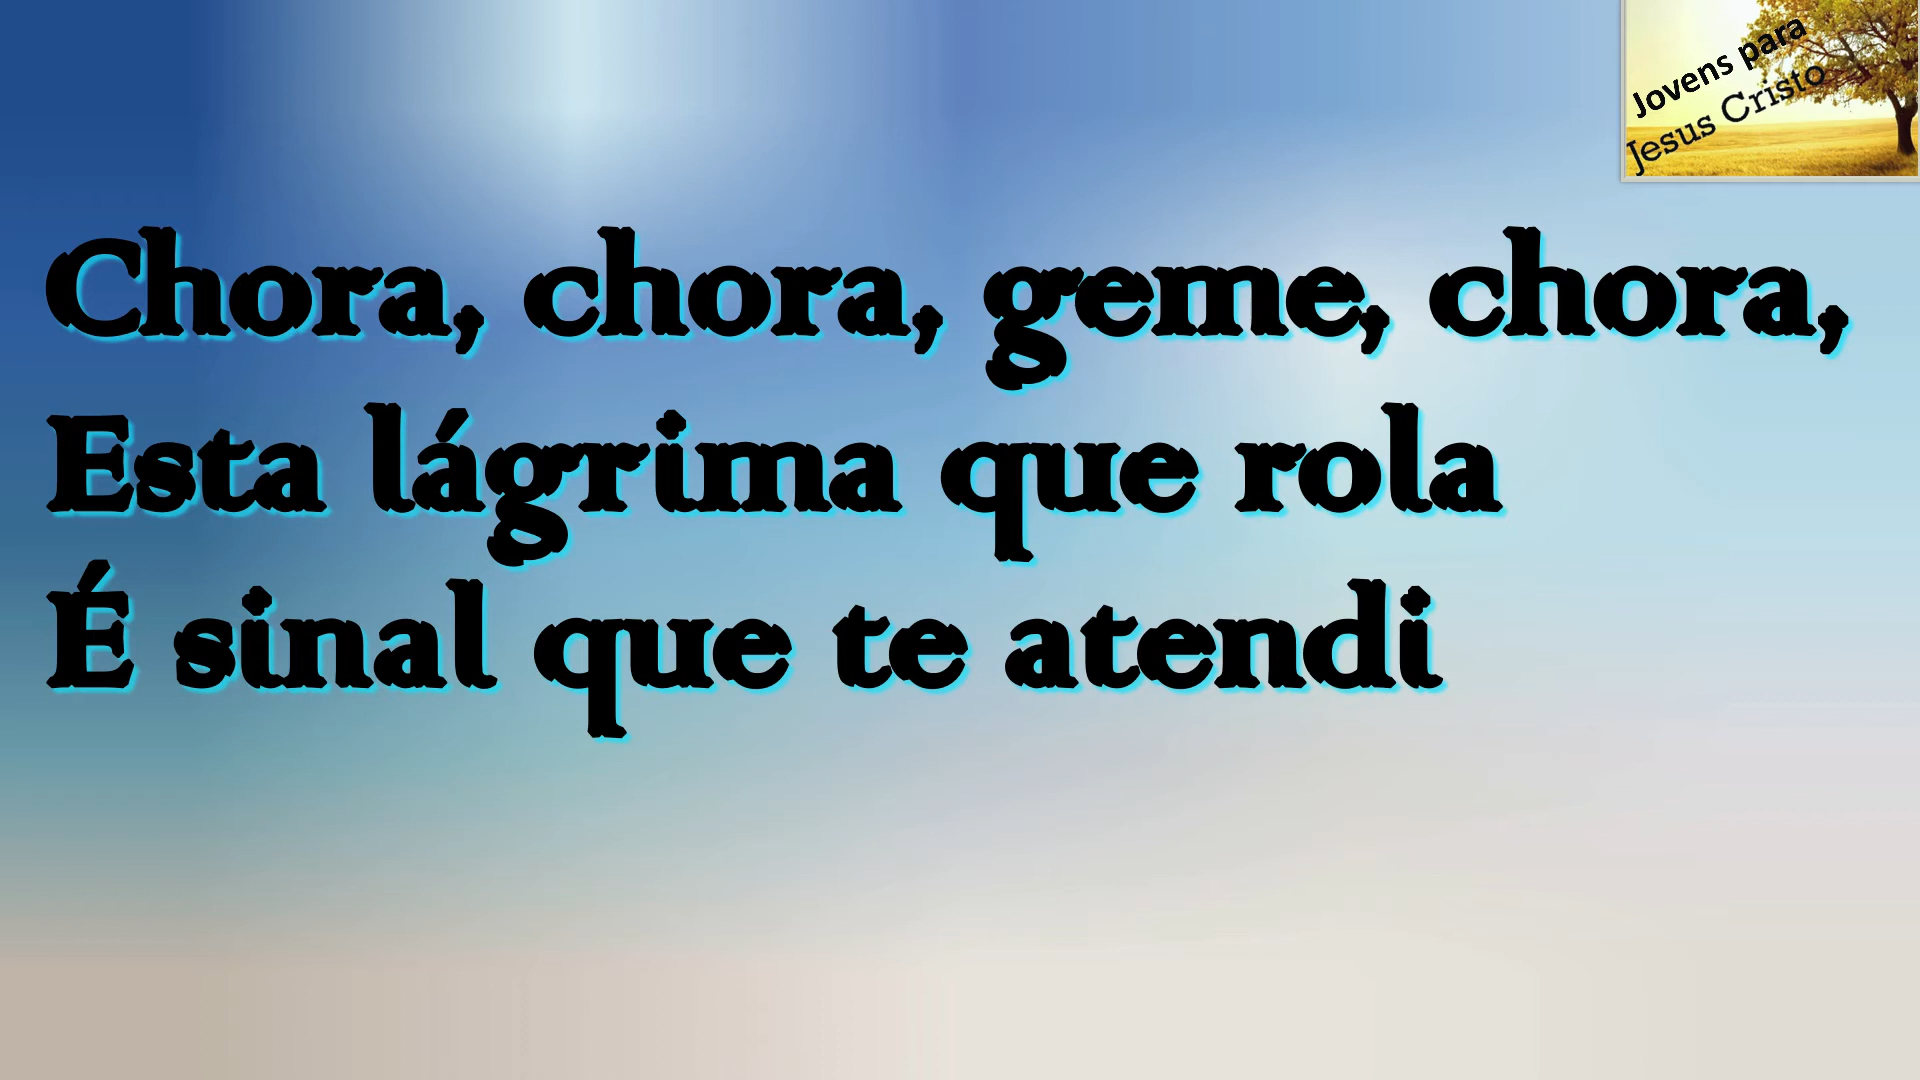 Jovens para
Jesus Cristo
Chora, chora, geme, chora,
Esta lágrima que rola
É sinal que te atendi